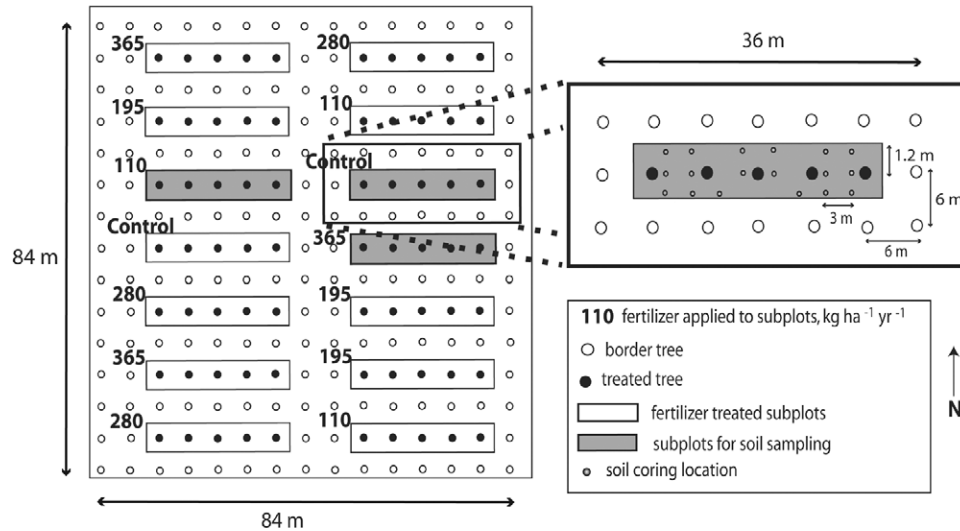 365
280
195
110
110
Control
Control
365
280
195
365
195
280
110
84 m
84 m
36 m
1.2 m
6 m
3 m
6 m
110 fertilizer applied to subplots, kg ha⁻¹ yr⁻¹
border tree
treated tree
fertilizer treated subplots
subplots for soil sampling
soil coring location
N